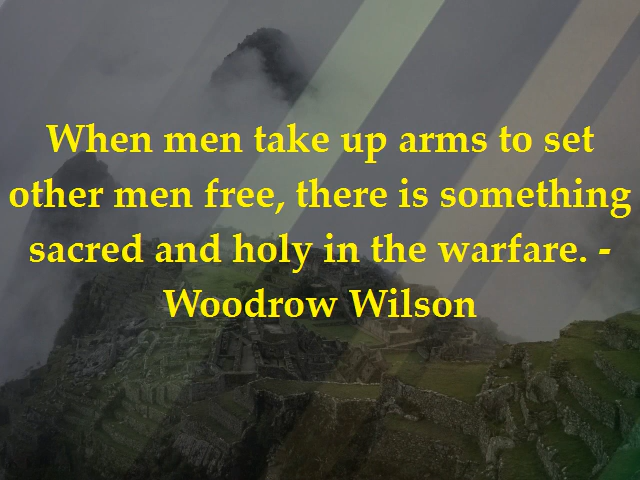 When men take up arms to set
other men free, there is something
sacred and holy in the warfare. -
Woodrow Wilson